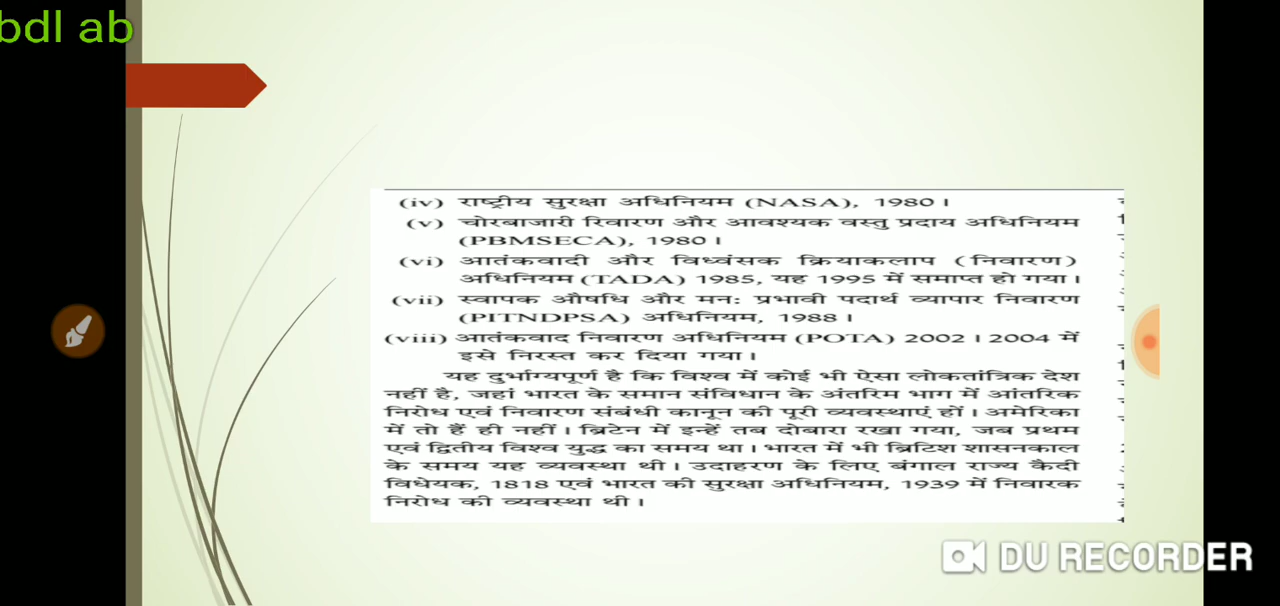 bdl ab
(iv) राष्ट्रीय सुरक्षा अधिनियम (NASA), 1980।
(v) चोरबाजारी रिवारण और आवश्यक वस्तु प्रदाय अधिनियम
(PBMSECA), 1980।
(vi) आतंकवादी और विध्वंसक क्रियाकलाप (निवारण)
अधिनियम (TADA) 1985, यह 1995 में समाप्त हो गया।
(vii) स्वापक औषधि और मन: प्रभावी पदार्थ व्यापार निवारण
(PITNDPSA) अधिनियम, 1988।
(viii) आतंकवाद निवारण अधिनियम (POTA) 2002। 2004 में
इसे निरस्त कर दिया गया।
यह दुर्भाग्यपूर्ण है कि विश्व में कोई भी ऐसा लोकतांत्रिक देश
नहीं है, जहां भारत के समान संविधान के अंतरिम भाग में आंतरिक
निरोध एवं निवारण संबंधी कानून की पूरी व्यवस्थाएं हों। अमेरिका
में तो हैं ही नहीं। ब्रिटेन में इन्हें तब दोबारा रखा गया, जब प्रथम
एवं द्वितीय विश्व युद्ध का समय था। भारत में भी ब्रिटिश शासनकाल
के समय यह व्यवस्था थी। उदाहरण के लिए बंगाल राज्य कैदी
विधेयक, 1818 एवं भारत की सुरक्षा अधिनियम, 1939 में निवारक
निरोध की व्यवस्था थी।
DU RECORDER